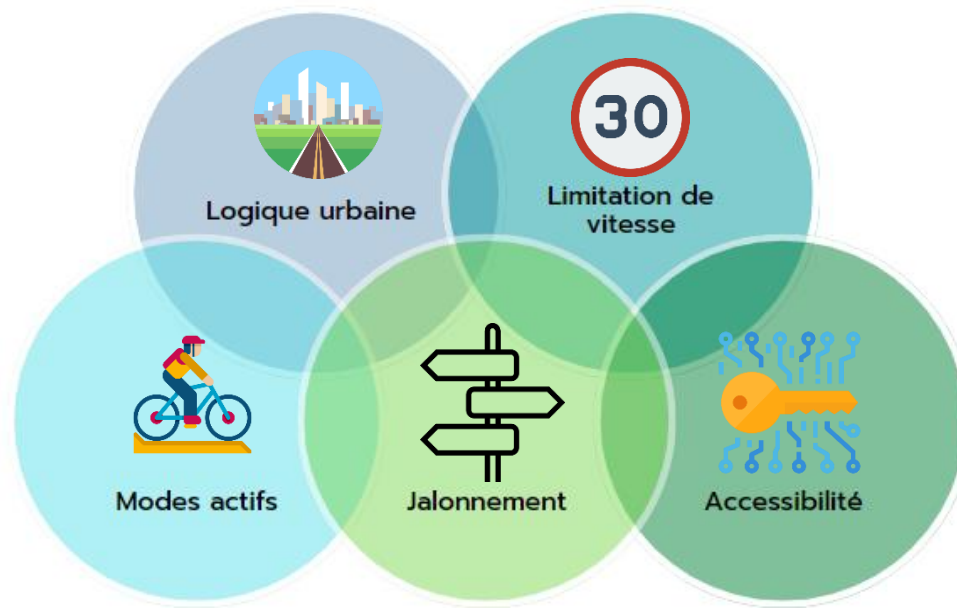 30
Logique urbaine
Limitation de
vitesse
Modes actifs
Jalonnement
Accessibilité